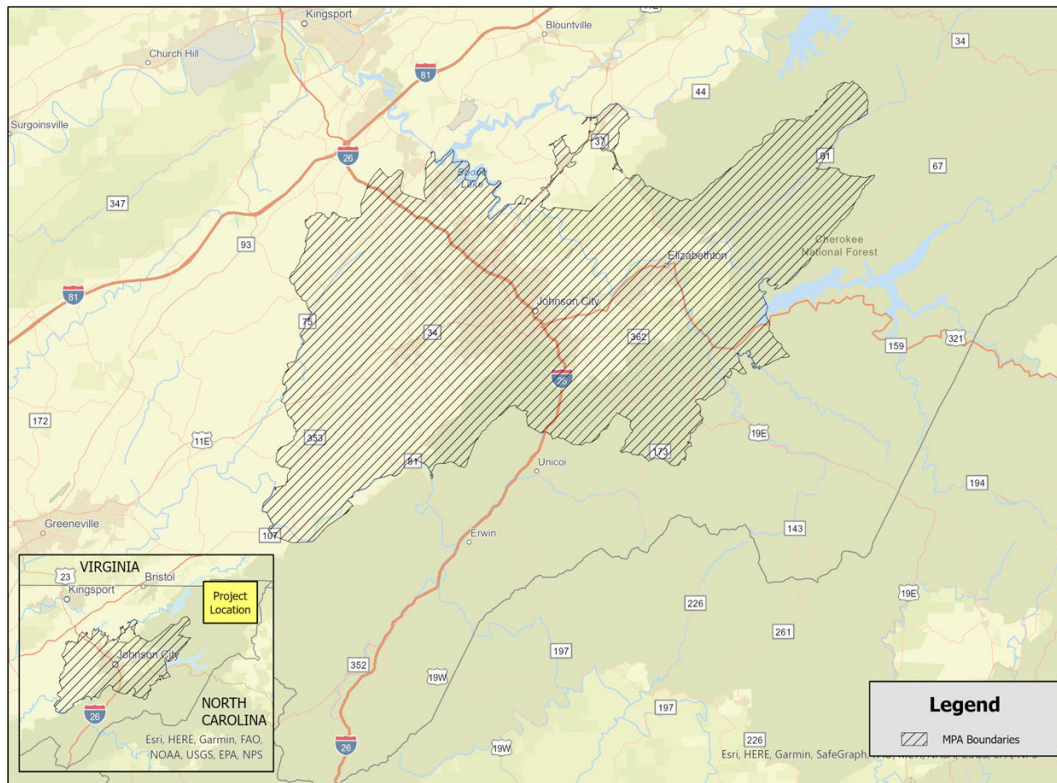 Kingsport
Blountville
34
Church Hill
81
44
Surgoinsville
37
26
81
67
Boone
Lake
347
93
Cherokee
National Forest
Elizabethton
81
Johnson City
75
34
362
159
321
26
172
11E
353
19E
81
173
Unicoi
194
Greeneville
107
143
Erwin
19E
226
261
197
352
19W
197
226
19W
26
VIRGINIA
23
Bristol
Kingsport
Project
Location
Johnson City
NORTH
CAROLINA
26
Esri, HERE, Garmin, FAO,
NOAA, USGS, EPA, NPS
Legend
MPA Boundaries
Esri, HERE, Garmin, SafeGraph,